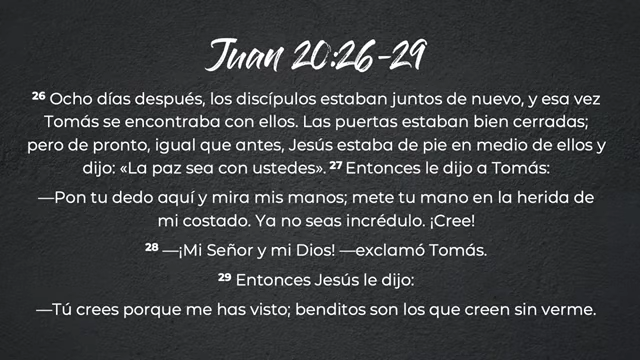 Juan 20:26-29
26 Ocho días después, los discípulos estaban juntos de nuevo, y esa vez
Tomás se encontraba con ellos. Las puertas estaban bien cerradas;
pero de pronto, igual que antes, Jesús estaba de pie en medio de ellos y
dijo: «La paz sea con ustedes». 27 Entonces le dijo a Tomás:
—Pon tu dedo aquí y mira mis manos; mete tu mano en la herida de
mi costado. Ya no seas incrédulo. ¡Cree!
28 —¡Mi Señor y mi Dios! —exclamó Tomás.
29 Entonces Jesús le dijo:
—Tú crees porque me has visto; benditos son los que creen sin verme.